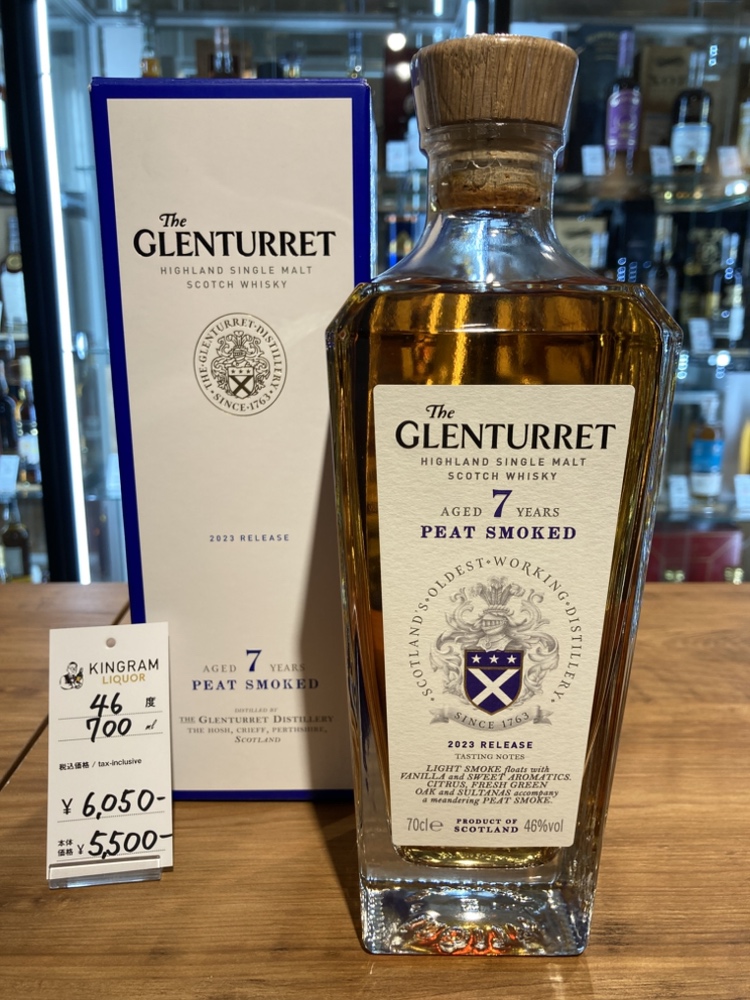 The
GLENTURRET
HIGHLAND SINGLE MALT
SCOTCH WHISKY
·THE·GLENTURRET·DISTILLERY·
SINCE·1763
2023 RELEASE
AGED 7 YEARS
PEAT SMOKED
DISTILLED BY
THE GLENTURRET DISTILLERY
THE HOSH, CRIEFF, PERTHSHIRE,
SCOTLAND
The
GLENTURRET
HIGHLAND SINGLE MALT
SCOTCH WHISKY
AGED 7 YEARS
PEAT SMOKED
·SCOTLAND'S·OLDEST·WORKING·DISTILLERY·
SINCE 1763
2023 RELEASE
TASTING NOTES
LIGHT SMOKE floats with
VANILLA and SWEET AROMATICS.
CITRUS, FRESH GREEN
OAK and SULTANAS accompany
a meandering PEAT SMOKE.
70cl℮ PRODUCT OF SCOTLAND 46%vol
KINGRAM
LIQUOR
46 度
700 ml
税込価格 / tax-inclusive
¥ 6,050-
本体価格 ¥ 5,500-